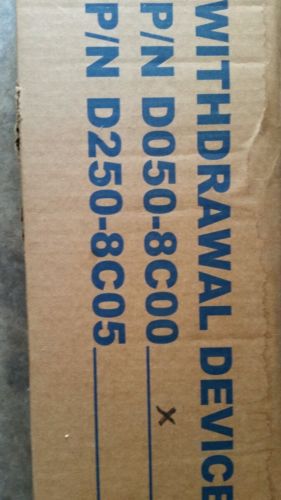 WITHDRAWAL DEVICE
P/N D050-8C00 x
P/N D250-8C05